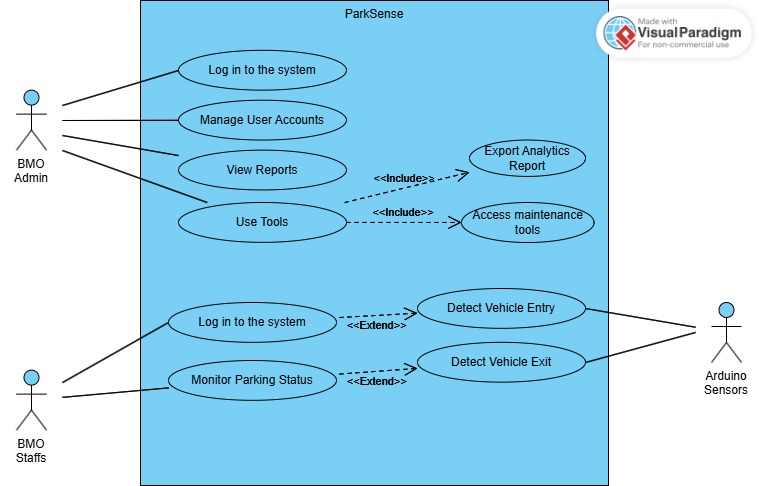 ParkSense
Made with
VisualParadigm
For non-commercial use
Log in to the system
Manage User Accounts
BMO
Admin
View Reports
Use Tools
<<Include>>
Export Analytics
Report
<<Include>>
Access maintenance
tools
Log in to the system
<<Extend>>
Detect Vehicle Entry
Monitor Parking Status
<<Extend>>
Detect Vehicle Exit
Arduino
Sensors
BMO
Staffs